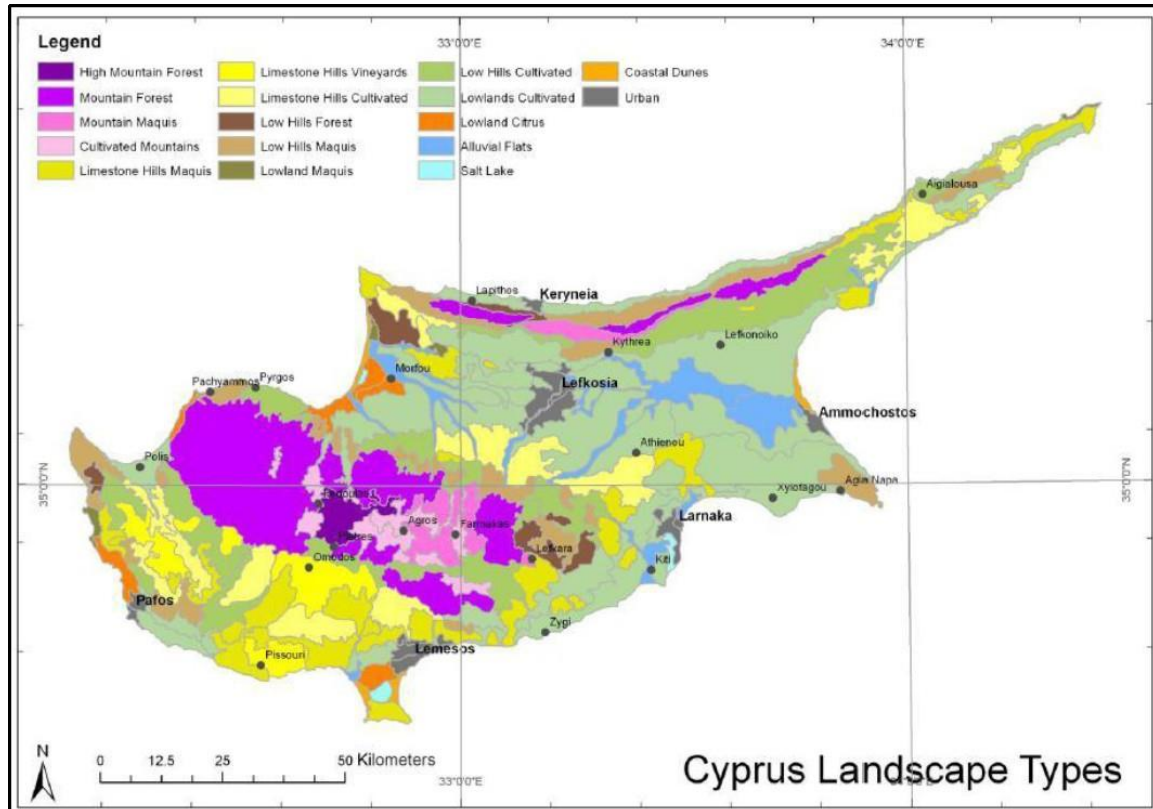 Legend
33°0'0"E
34°0'0"E
High Mountain Forest
Mountain Forest
Mountain Maquis
Cultivated Mountains
Limestone Hills Maquis
Limestone Hills Vineyards
Limestone Hills Cultivated
Low Hills Forest
Low Hills Maquis
Lowland Maquis
Low Hills Cultivated
Lowlands Cultivated
Lowland Citrus
Alluvial Flats
Salt Lake
Coastal Dunes
Urban
Aigialousa
Lapithos
Keryneia
Kythrea
Lefkonoiko
Morfou
Pachyammos
Pyrgos
Lefkosia
Ammochostos
Athienou
Polis
35°0'0"N
35°0'0"N
Xylofagou
Agia Napa
Larnaka
Agros
Farmakas
Lefkara
Kiti
Omodos
Pafos
Zypi
Lemesos
Pissouri
N
0
12.5
25
50 Kilometers
33°0'0"E
Cyprus Landscape Types